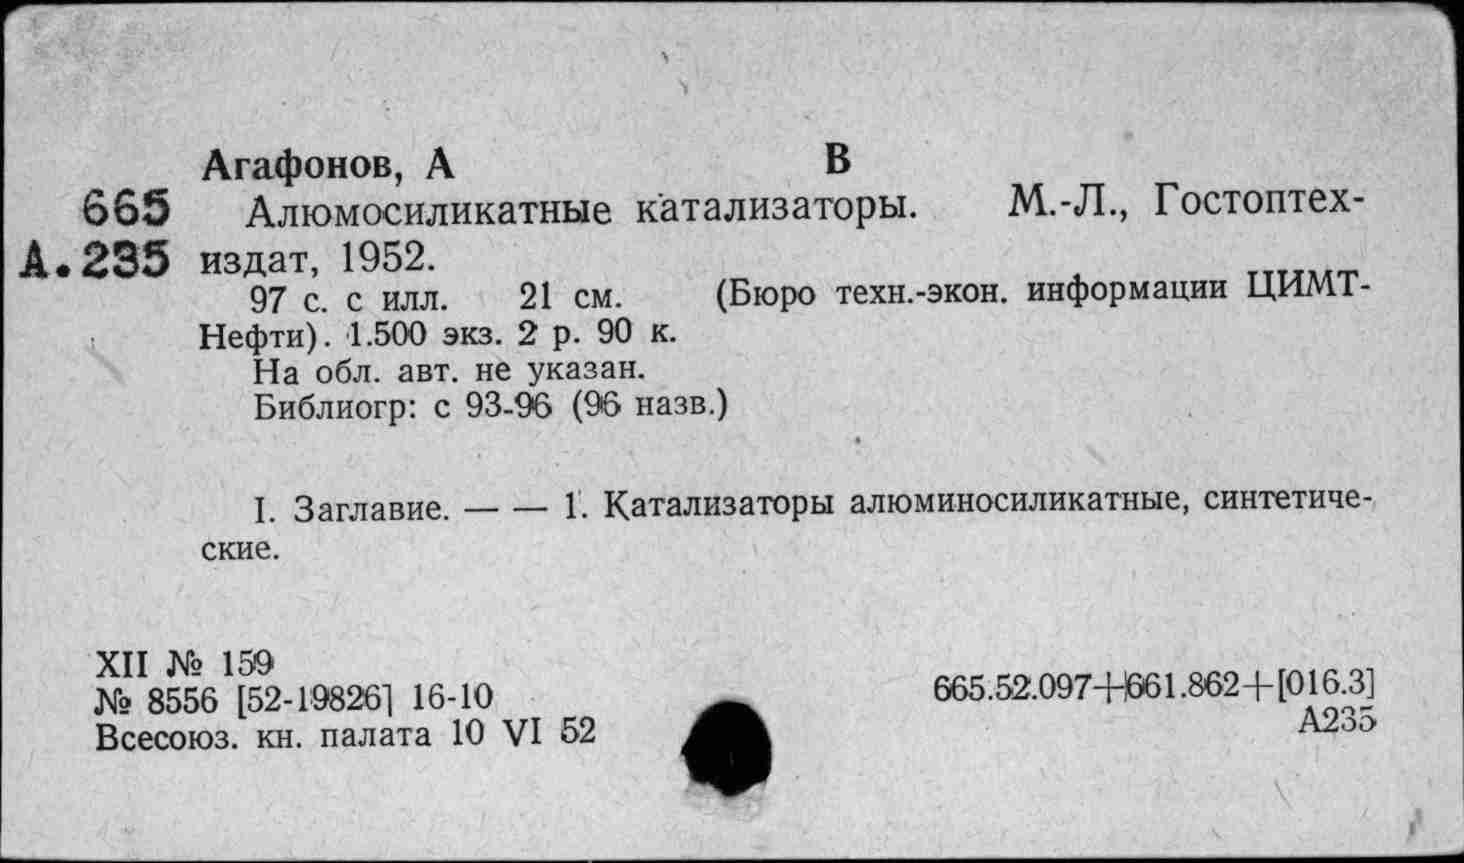 Агафонов, А В
665 Алюмосиликатные катализаторы. М.-Л., Гостоптех-
А.235 издат, 1952.
97 с. с илл. 21 см. (Бюро техн.-экон. информации ЦИМТ-
Нефти). 1.500 экз. 2 р. 90 к.
На обл. авт. не указан.
Библиогр: с 93-96 (96 назв.)
I. Заглавие. — — 1. Катализаторы алюминосиликатные, синтетиче-
ские.
XII № 159
№ 8556 [52-19826] 16-10
Всесоюз. кн. палата 10 VI 52
665.52.097+661.862+[016.3]
А235